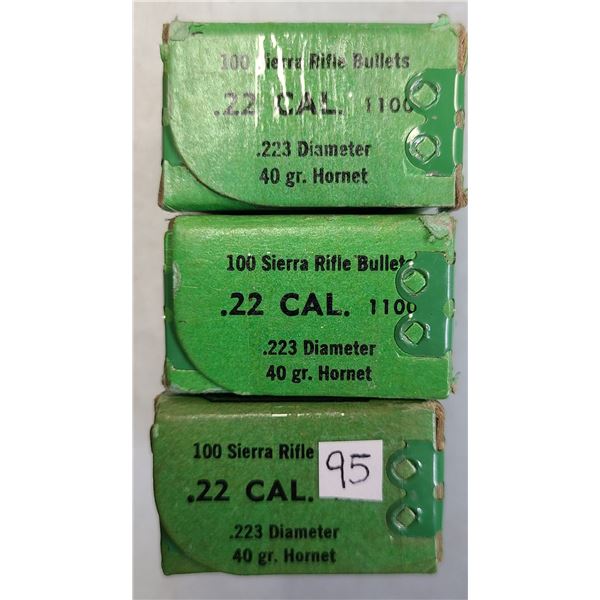 100 Sierra Rifle Bullets
.22 CAL. 1100
.223 Diameter
40 gr. Hornet
100 Sierra Rifle Bullets
.22 CAL. 1100
.223 Diameter
40 gr. Hornet
100 Sierra Rifle
95
.22 CAL.
.223 Diameter
40 gr. Hornet